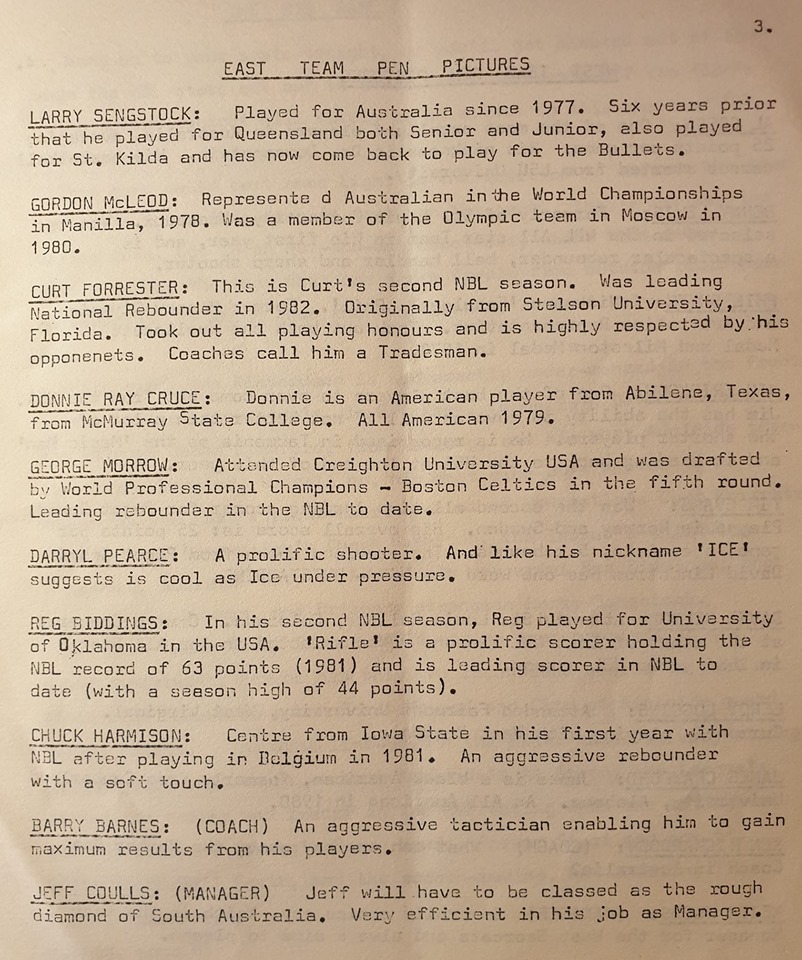 3.
EAST TEAM PEN PICTURES
LARRY SENGSTOCK: Played for Australia since 1977. Six years prior
that he played for Queensland both Senior and Junior, also played
for St. Kilda and has now come back to play for the Bullets.
GORDON McLEOD: Represente d Australian in the World Championships
in Manilla, 1978. Was a member of the Olympic team in Moscow in
1980.
CURT FORRESTER: This is Curt's second NBL season. Was leading
National Rebounder in 1982. Originally from Stelson University,
Florida. Took out all playing honours and is highly respected by his
opponenets. Coaches call him a Tradesman.
DONNIE RAY CRUCE: Donnie is an American player from Abilene, Texas,
from McMurray State College. All American 1979.
GEORGE MORROW: Attended Creighton University USA and was drafted
by World Professional Champions - Boston Celtics in the fifth round.
Leading rebounder in the NBL to date.
DARRYL PEARCE: A prolific shooter. And like his nickname 'ICE'
suggests is cool as Ice under pressure.
REG BIDDINGS: In his second NBL season, Reg played for University
of Oklahoma in the USA. 'Rifle' is a prolific scorer holding the
NBL record of 63 points (1981) and is leading scorer in NBL to
date (with a season high of 44 points).
CHUCK HARMISON: Centre from Iowa State in his first year with
NBL after playing in Belgium in 1981. An aggressive rebounder
with a soft touch.
BARRY BARNES: (COACH) An aggressive tactician enabling him to gain
maximum results from his players.
JEFF COULLS: (MANAGER) Jeff will have to be classed as the rough
diamond of South Australia. Very efficient in his job as Manager.